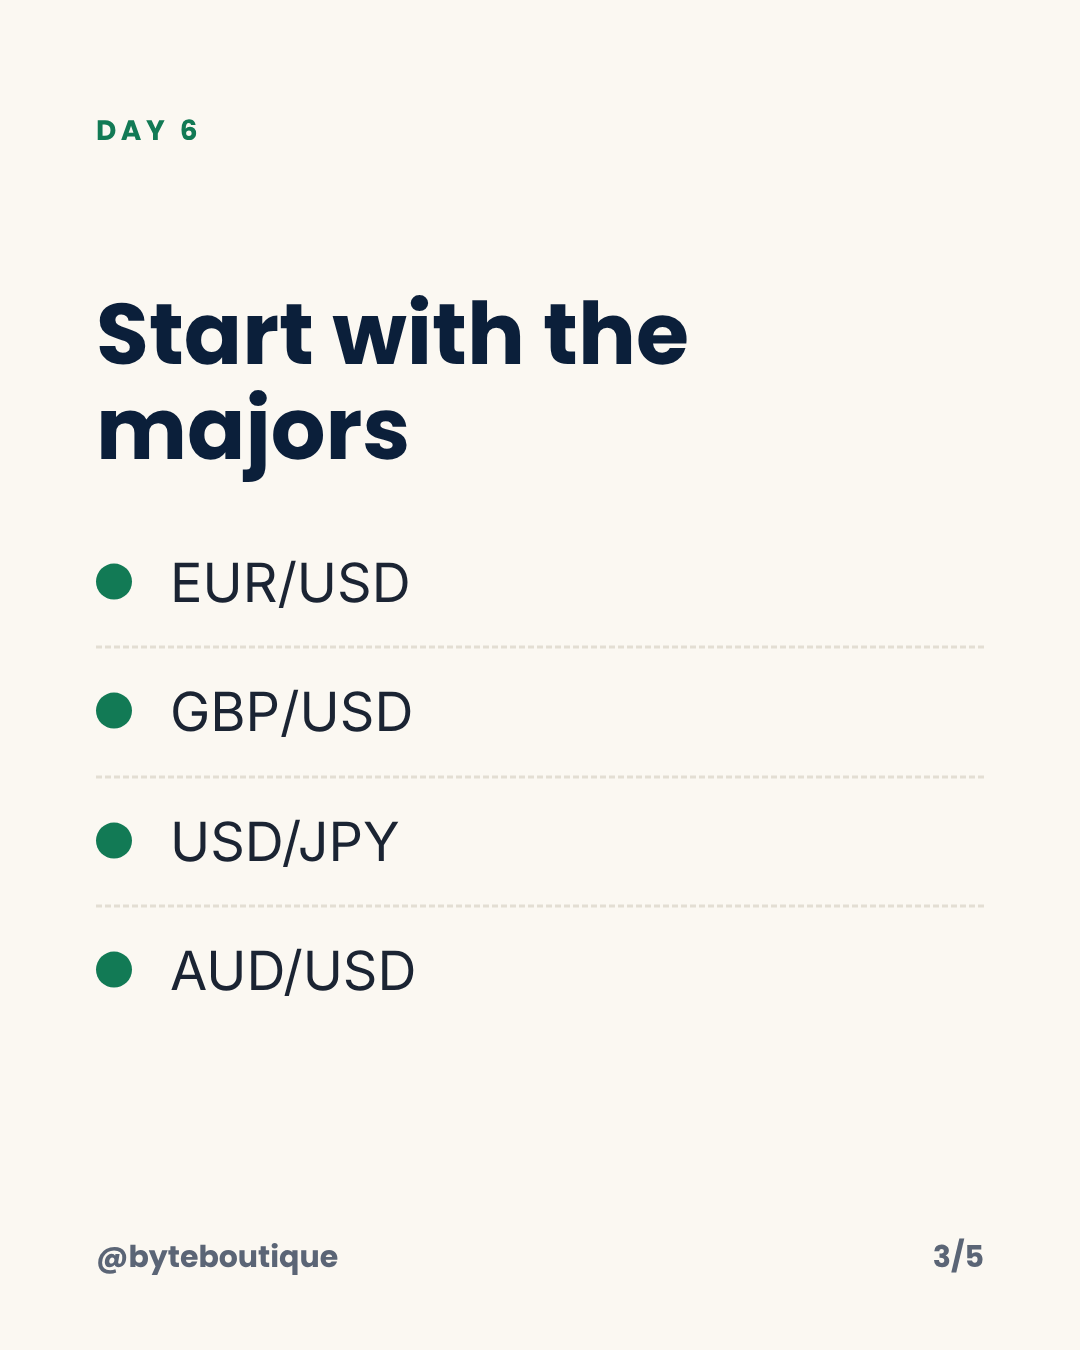 DAY 6
Start with the
majors
EUR/USD
GBP/USD
USD/JPY
AUD/USD
@byteboutique
3/5